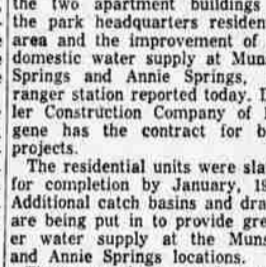 the two apartment buildings
the park headquarters residen
area and the improvement of
domestic water supply at Mun
Springs and Annie Springs,
ranger station reported today.
ler Construction Company of
gene has the contract for b
projects.
The residential units were sla
for completion by January, 19
Additional catch basins and dra
are being put in to provide gre
er water supply at the Muns
and Annie Springs locations.